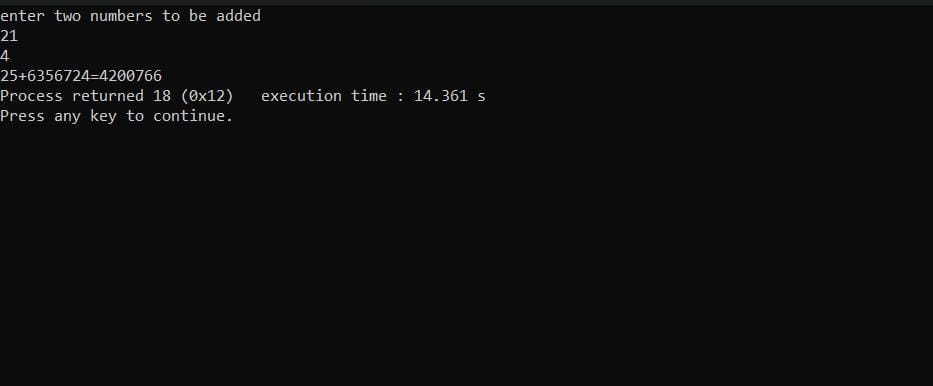 enter two numbers to be added
21
4
25+6356724=4200766
Process returned 18 (0x12)   execution time : 14.361 s
Press any key to continue.